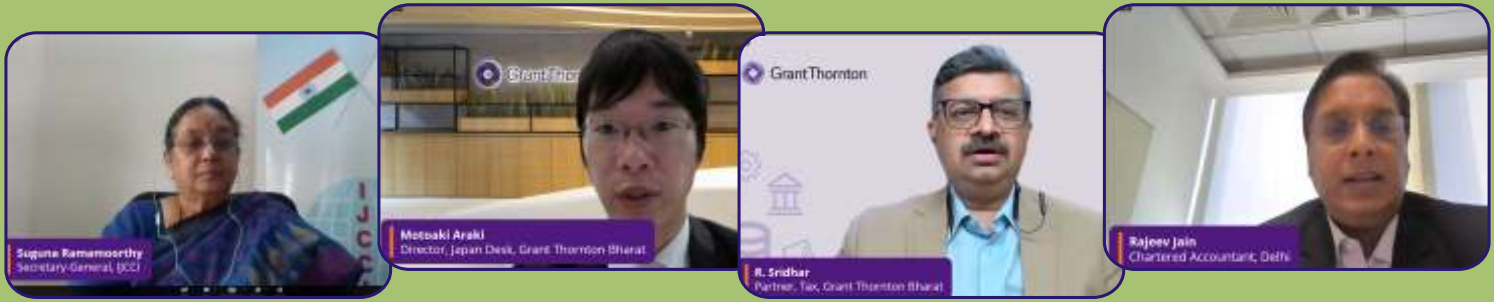 I
J
C
C
Suguna Ramamoorthy
Secretary-General, IJCCI
Grant Thor
Motoaki Araki
Director, Japan Desk, Grant Thornton Bharat
Grant Thornton
R. Sridhar
Partner, Tax, Grant Thornton Bharat
Rajeev Jain
Chartered Accountant, Delhi